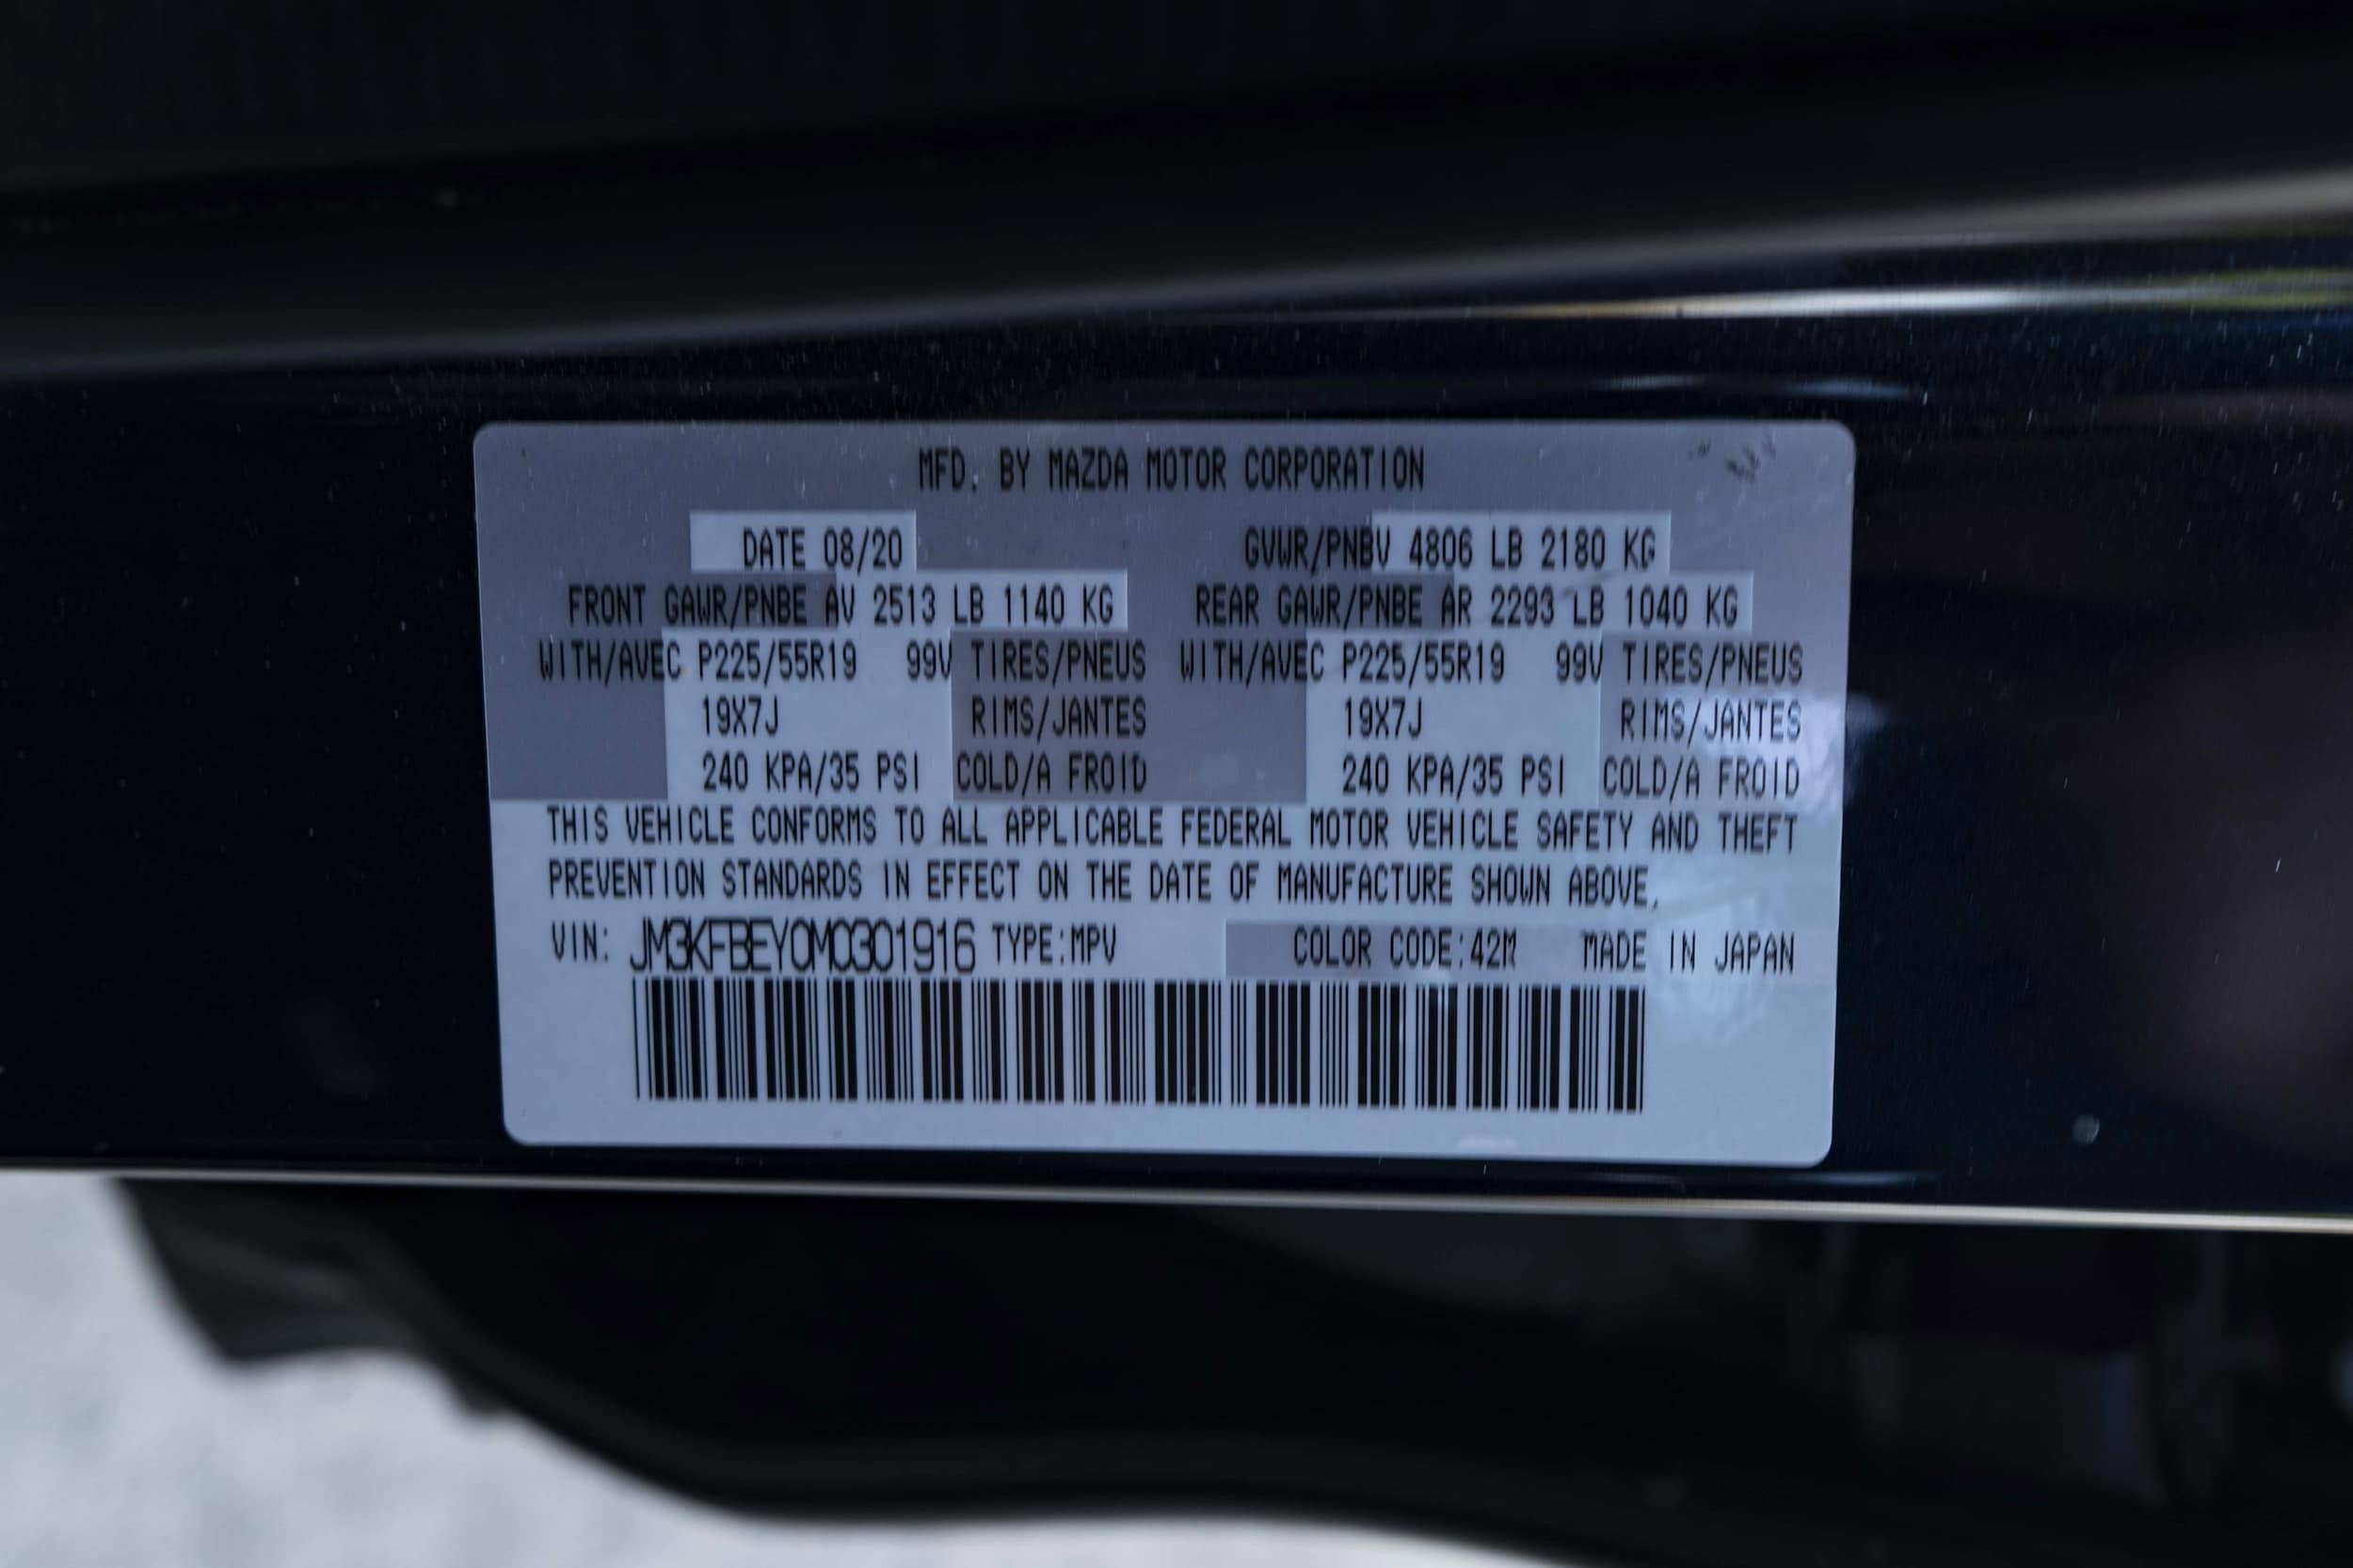 MFD. BY MAZDA MOTOR CORPORATION
DATE 08/20 GVWR/PNBV 4806 LB 2180 KG
FRONT GAWR/PNBE AV 2513 LB 1140 KG REAR GAWR/PNBE AR 2293 LB 1040 KG
WITH/AVEC P225/55R19 99V TIRES/PNEUS WITH/AVEC P225/55R19 99V TIRES/PNEUS
19X7J RIMS/JANTES 19X7J RIMS/JANTES
240 KPA/35 PSI COLD/A FROID 240 KPA/35 PSI COLD/A FROID
THIS VEHICLE CONFORMS TO ALL APPLICABLE FEDERAL MOTOR VEHICLE SAFETY AND THEFT
PREVENTION STANDARDS IN EFFECT ON THE DATE OF MANUFACTURE SHOWN ABOVE.
VIN: JM3KFBEY0M0301916 TYPE:MPV COLOR CODE:42M MADE IN JAPAN